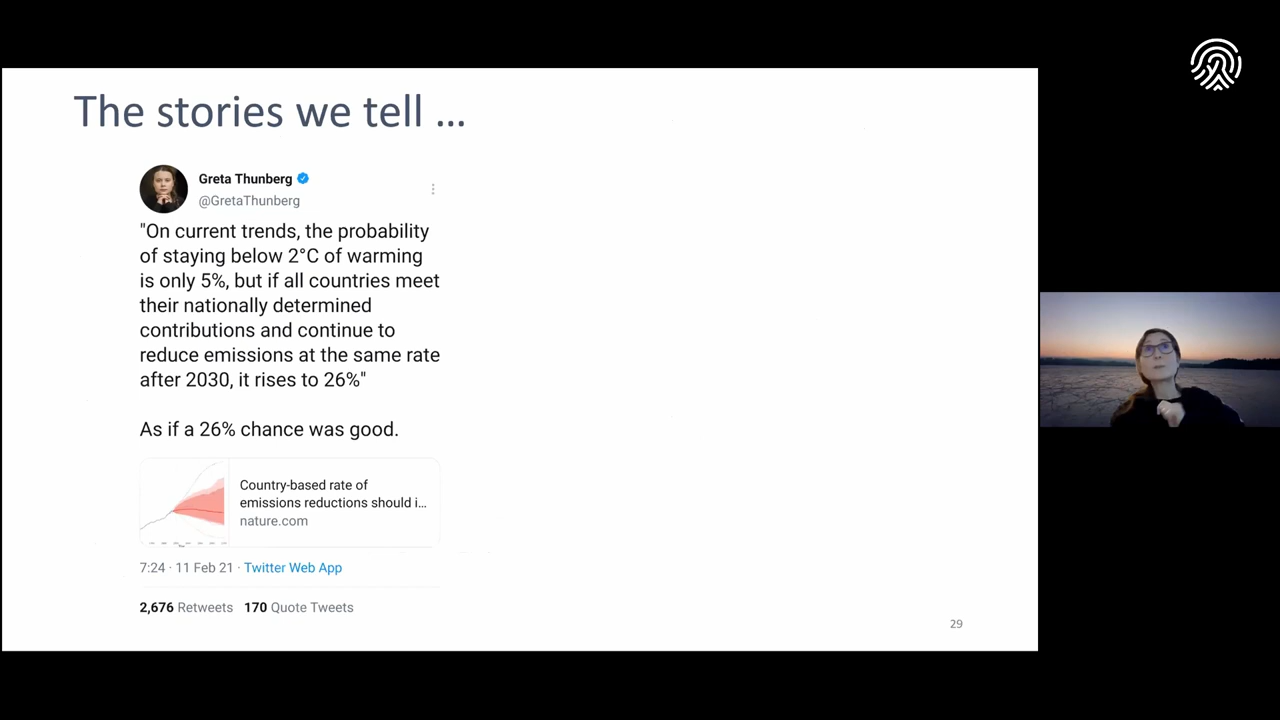 The stories we tell ...
Greta Thunberg
@GretaThunberg
"On current trends, the probability
of staying below 2°C of warming
is only 5%, but if all countries meet
their nationally determined
contributions and continue to
reduce emissions at the same rate
after 2030, it rises to 26%"
As if a 26% chance was good.
Country-based rate of
emissions reductions should i...
nature.com
7:24 · 11 Feb 21 · Twitter Web App
2,676 Retweets 170 Quote Tweets
29